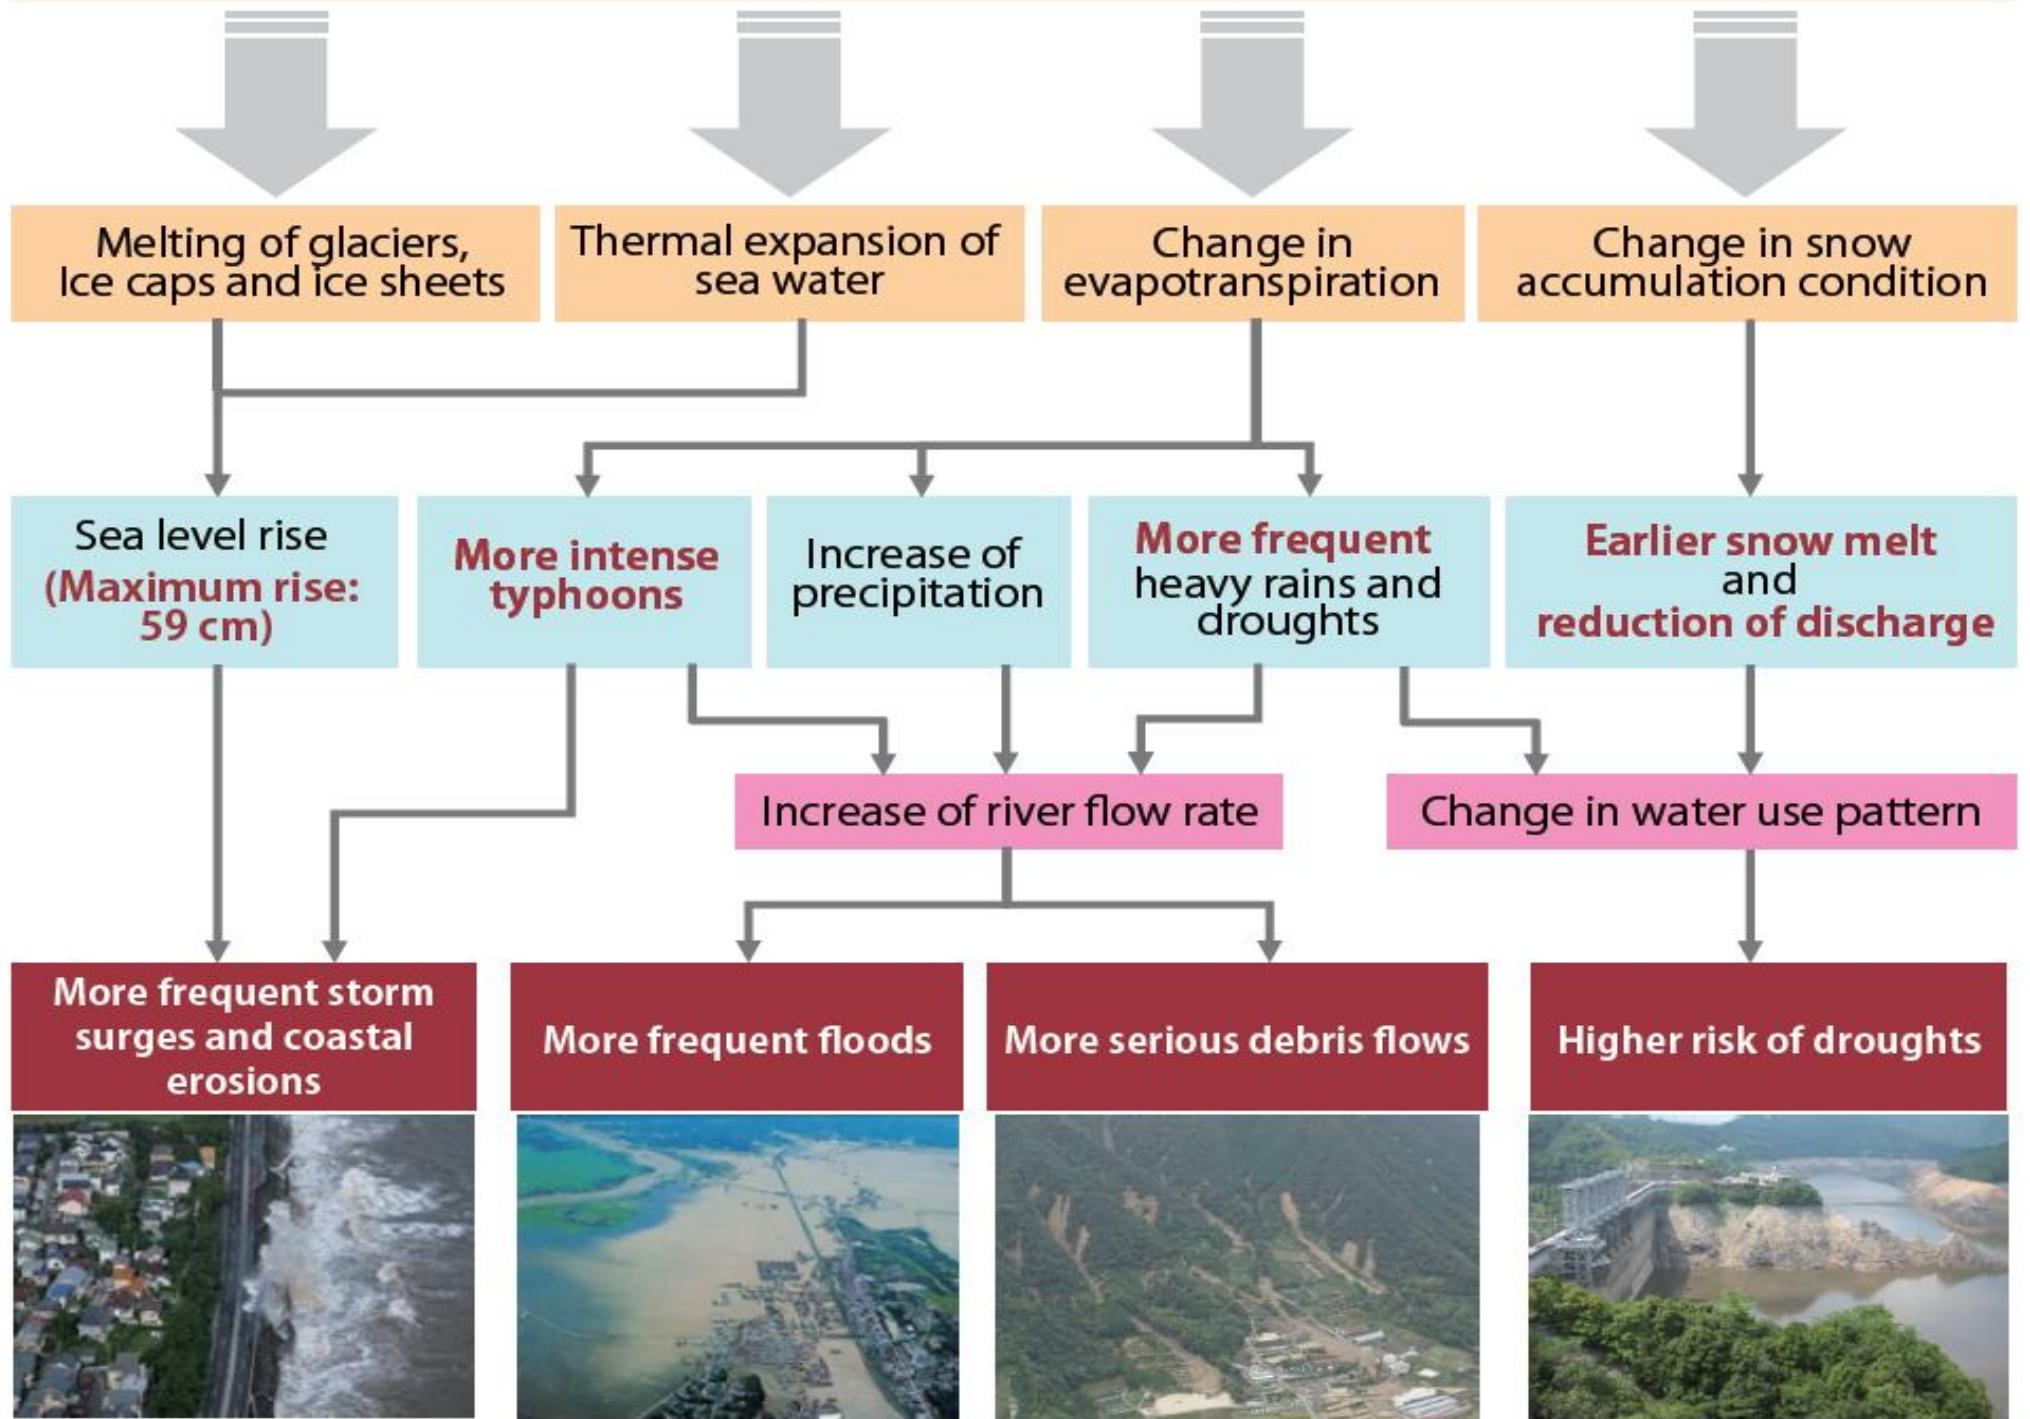 Melting of glaciers,
Ice caps and ice sheets
Thermal expansion of
sea water
Change in
evapotranspiration
Change in snow
accumulation condition
Sea level rise
(Maximum rise:
59 cm)
More intense
typhoons
Increase of
precipitation
More frequent
heavy rains and
droughts
Earlier snow melt
and
reduction of discharge
Increase of river flow rate
Change in water use pattern
More frequent storm
surges and coastal
erosions
More frequent floods
More serious debris flows
Higher risk of droughts